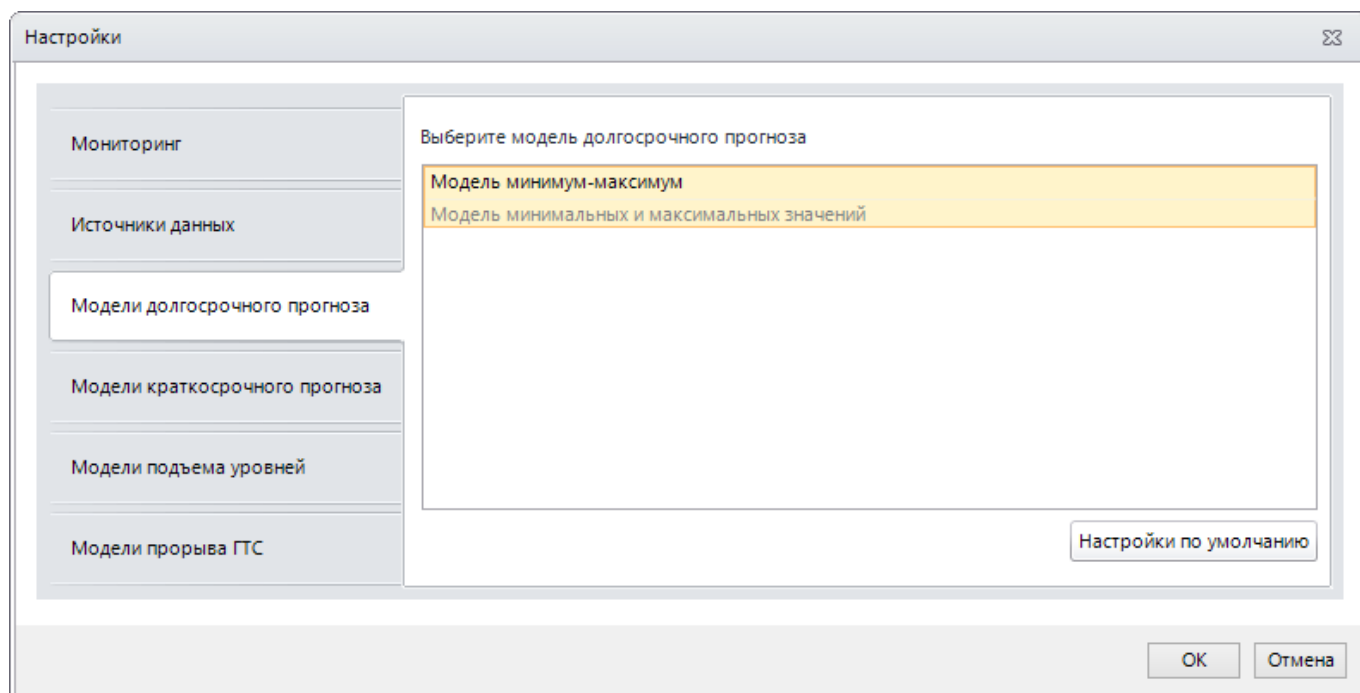 Настройки
Мониторинг
Источники данных
Модели долгосрочного прогноза
Модели краткосрочного прогноза
Модели подъема уровней
Модели прорыва ГТС
Выберите модель долгосрочного прогноза
Модель минимум-максимум
Модель минимальных и максимальных значений
Настройки по умолчанию
ОК
Отмена